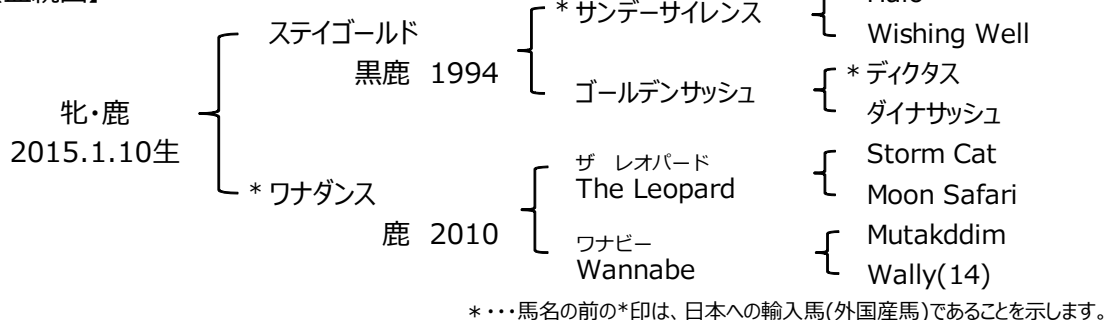 *サンデーサイレンス
Wishing Well
ステイゴールド
黒鹿 1994
ゴールデンサッシュ
*ディクタス
ダイナサッシュ
牝・鹿
2015.1.10生
ザ レオパード
The Leopard
Storm Cat
Moon Safari
*ワナダンス
鹿 2010
ワナビー
Wannabe
Mutakddim
Wally(14)
*・・・馬名の前の*印は、日本への輸入馬(外国産馬)であることを示します。